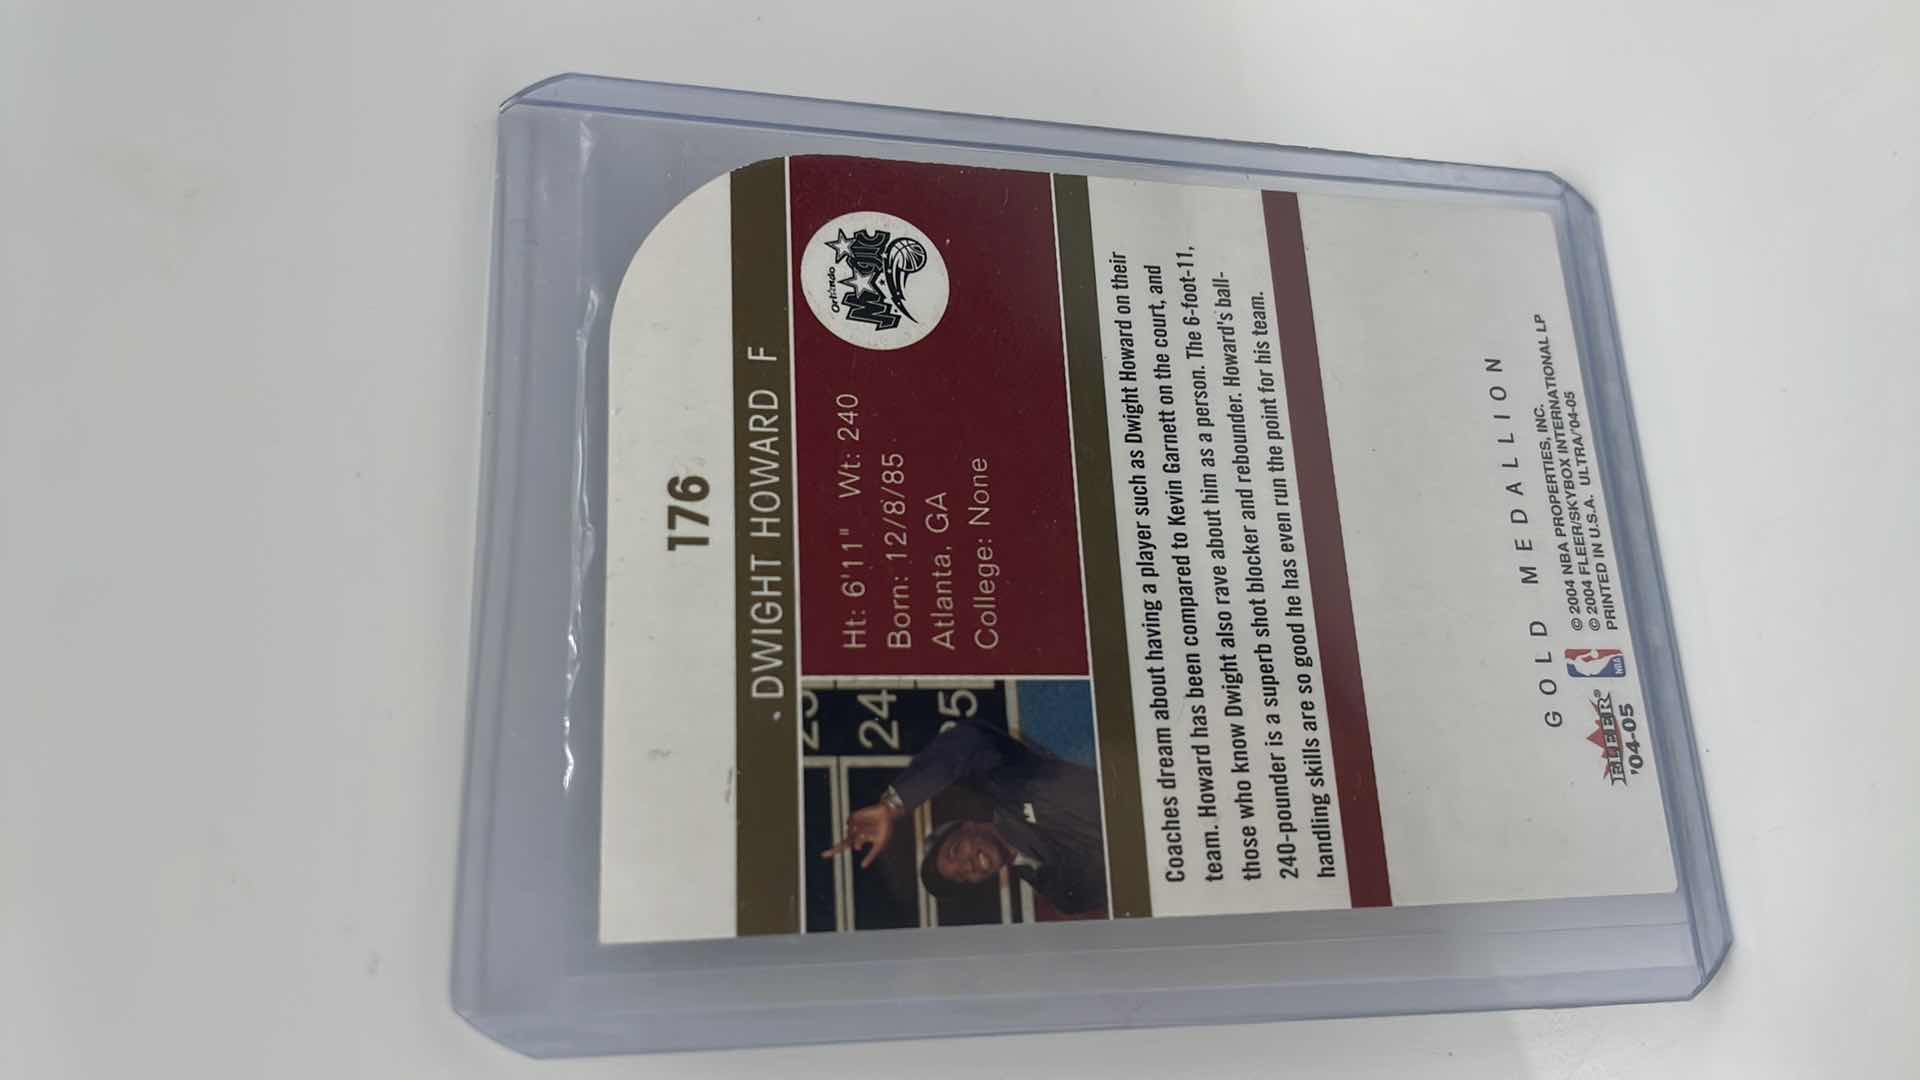 176
DWIGHT HOWARD F
25
24
25
Ht: 6'11" Wt: 240
Born: 12/8/85
Atlanta, GA
College: None
Orlando
Magic
Coaches dream about having a player such as Dwight Howard on their
team. Howard has been compared to Kevin Garnett on the court, and
those who know Dwight also rave about him as a person. The 6-foot-11,
240-pounder is a superb shot blocker and rebounder. Howard's ball-
handling skills are so good he has even run the point for his team.
GOLD MEDALLION
FLEER®
'04-05
NBA
© 2004 NBA PROPERTIES, INC.
© 2004 FLEER/SKYBOX INTERNATIONAL LP
PRINTED IN U.S.A. ULTRA/'04-05